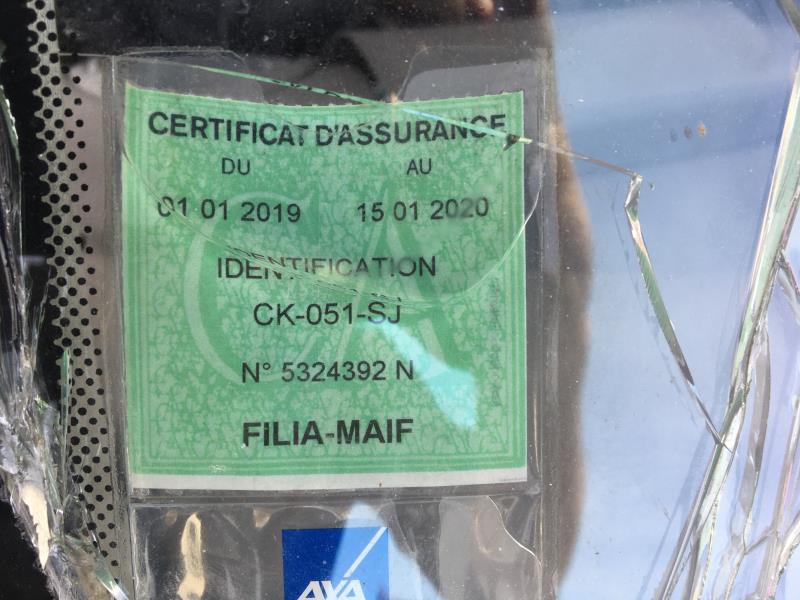 CERTIFICAT D'ASSURANCE
DU AU
01 01 2019 15 01 2020
IDENTIFICATION
CK-051-SJ
N° 5324392 N
FILIA-MAIF
AXA